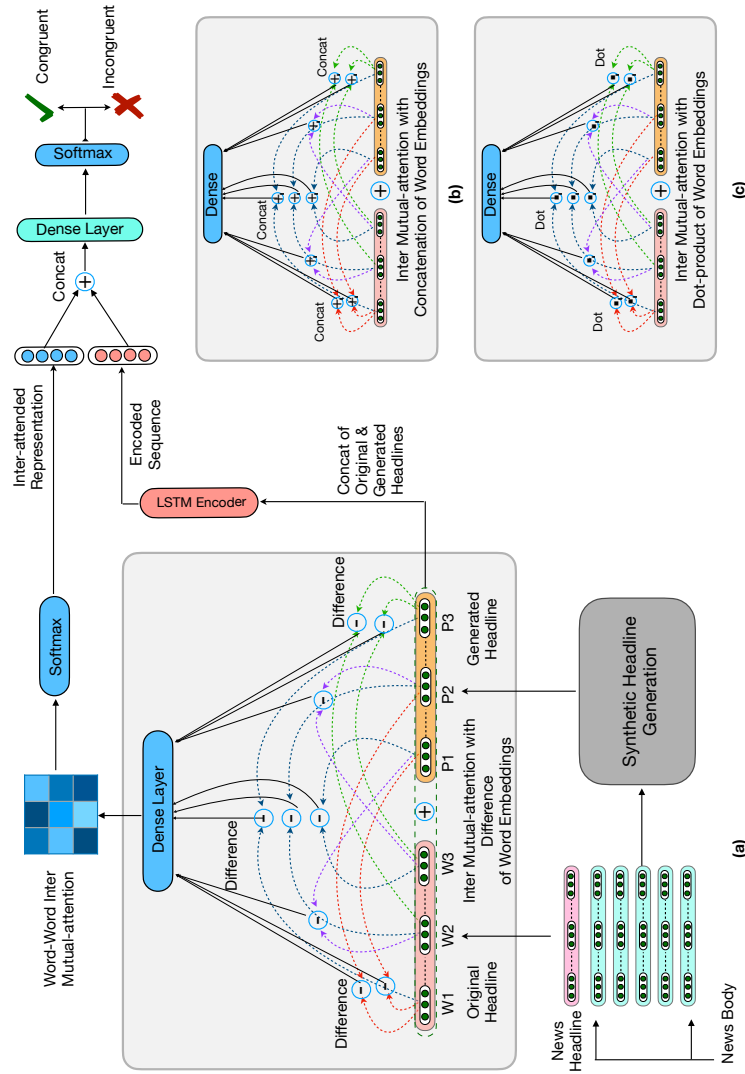 Word-Word Inter
Mutual-attention
Softmax
Inter-attended
Representation
Concat
Dense Layer
Softmax
Congruent
Incongruent
Encoded
Sequence
LSTM Encoder
Concat of
Original &
Generated
Headlines
Dense Layer
Difference
Difference
Difference
W1
W2
W3
P1
P2
P3
Original
Headline
Inter Mutual-attention with
Difference
of Word Embeddings
Generated
Headline
News
Headline
News Body
Synthetic Headline
Generation
(a)
Dense
Concat
Concat
Concat
Inter Mutual-attention with
Concatenation of Word Embeddings
(b)
Dense
Dot
Dot
Dot
Inter Mutual-attention with
Dot-product of Word Embeddings
(c)